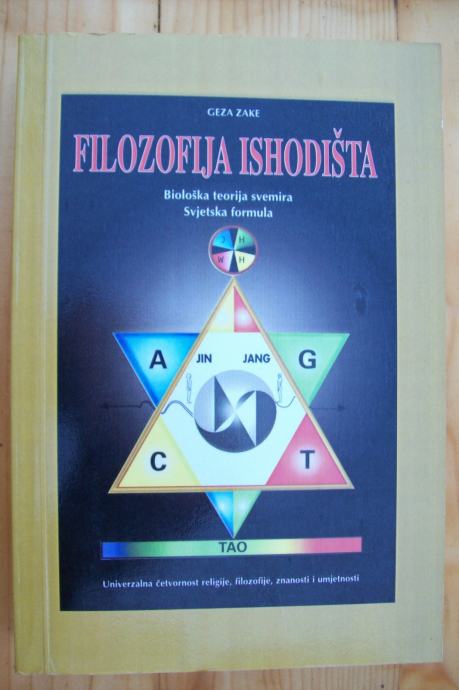 GEZA ZAKE
FILOZOFIJA ISHODIŠTA
Biološka teorija svemira
Svjetska formula
J H
W H
A JIN JANG G
C T
TAO
Univerzalna četvornost religije, filozofije, znanosti i umjetnosti